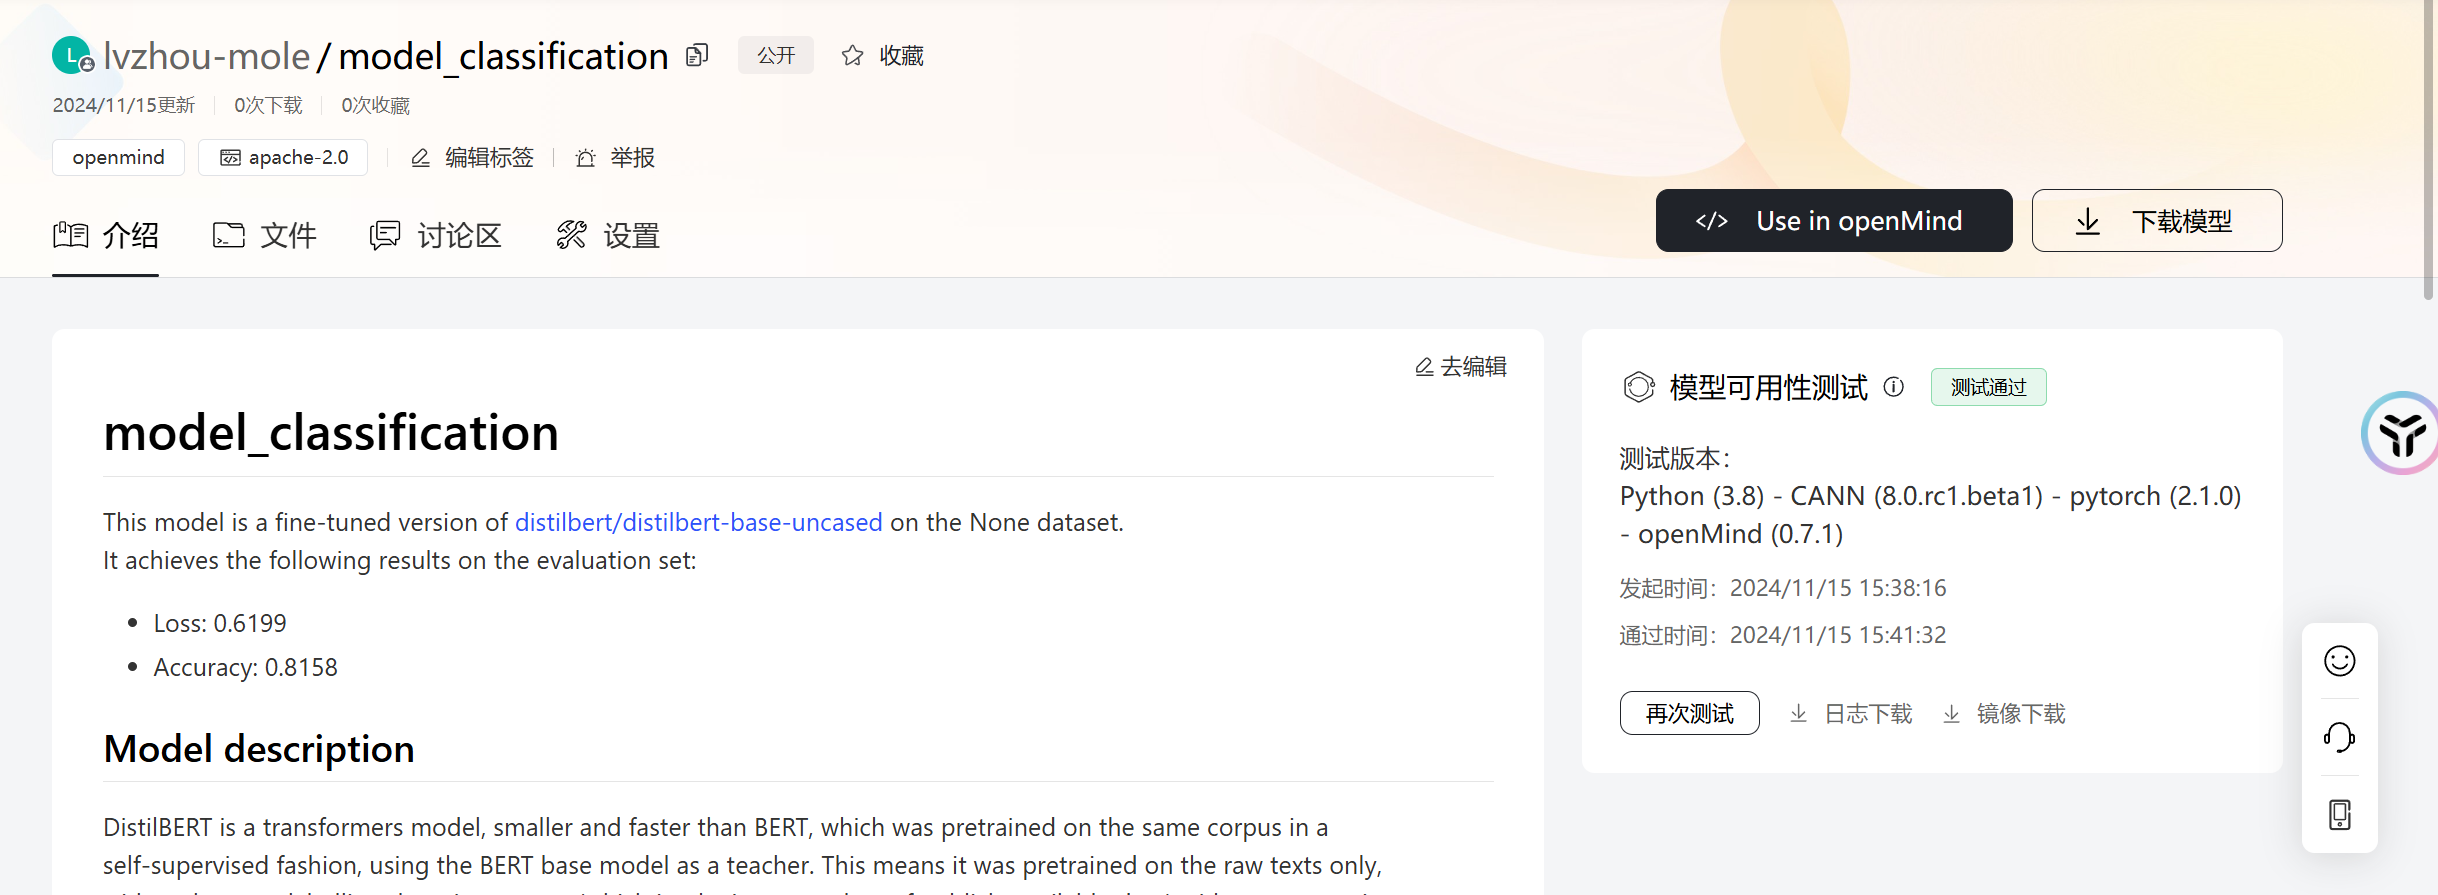 L lvzhou-mole / model_classification 公开 收藏
2024/11/15更新 0次下载 0次收藏
openmind apache-2.0 编辑标签 举报
介绍 文件 讨论区 设置
</> Use in openMind 下载模型
去编辑
model_classification
This model is a fine-tuned version of distilbert/distilbert-base-uncased on the None dataset.
It achieves the following results on the evaluation set:
• Loss: 0.6199
• Accuracy: 0.8158
Model description
DistilBERT is a transformers model, smaller and faster than BERT, which was pretrained on the same corpus in a
self-supervised fashion, using the BERT base model as a teacher. This means it was pretrained on the raw texts only,
模型可用性测试 测试通过
测试版本：
Python (3.8) - CANN (8.0.rc1.beta1) - pytorch (2.1.0)
- openMind (0.7.1)
发起时间：2024/11/15 15:38:16
通过时间：2024/11/15 15:41:32
再次测试 日志下载 镜像下载